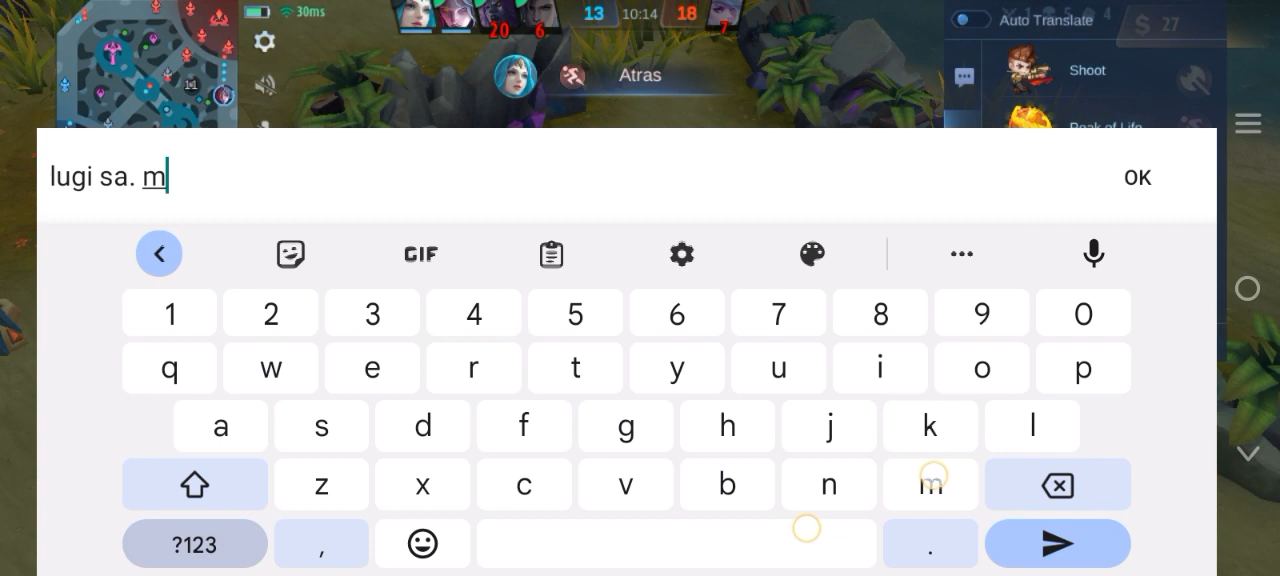 30ms
13 10:14 18
20 6 7
Auto Translate
27
Atras
Shoot
Peak of Life
lugi sa. m
OK
GIF
1 2 3 4 5 6 7 8 9 0
q w e r t y u i o p
a s d f g h j k l
z x c v b n m
?123 , .